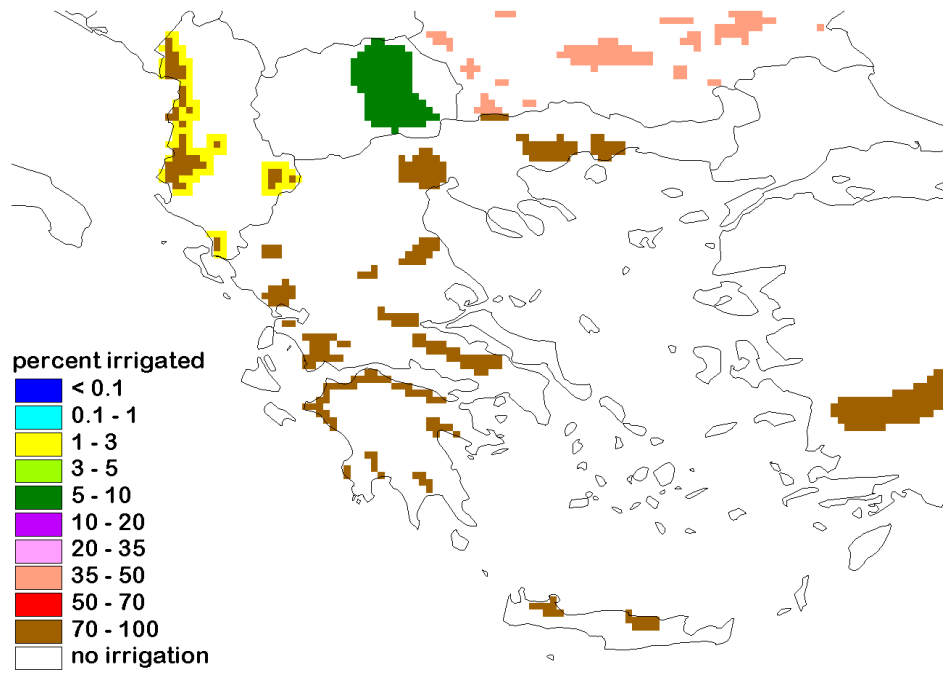 percent irrigated
< 0.1
0.1 - 1
1 - 3
3 - 5
5 - 10
10 - 20
20 - 35
35 - 50
50 - 70
70 - 100
no irrigation